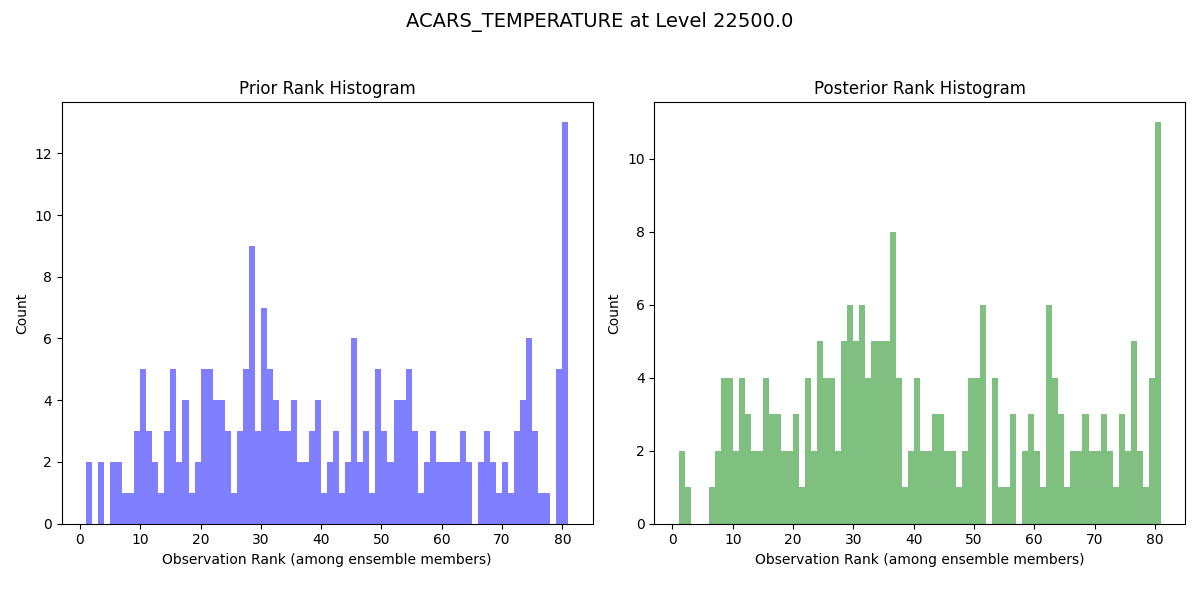 ACARS_TEMPERATURE at Level 22500.0
Prior Rank Histogram
Count
12
10
8
6
4
2
0
0 10 20 30 40 50 60 70 80
Observation Rank (among ensemble members)
Posterior Rank Histogram
Count
10
8
6
4
2
0
0 10 20 30 40 50 60 70 80
Observation Rank (among ensemble members)